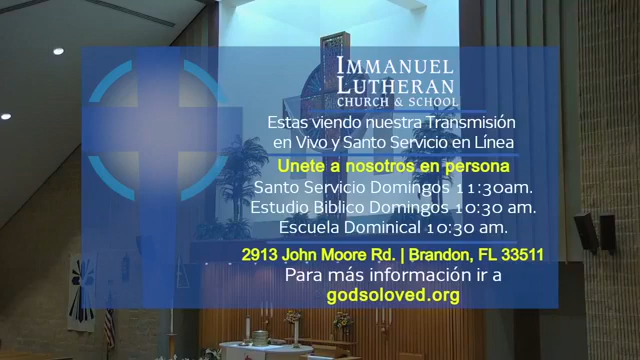 IMMANUEL
LUTHERAN
CHURCH & SCHOOL
Estas viendo nuestra Transmisión
en Vivo y Santo Servicio en Línea
Unete a nosotros en persona
Santo Servicio Domingos 11:30am.
Estudio Biblico Domingos 10:30 am.
Escuela Dominical 10:30 am.
2913 John Moore Rd. | Brandon, FL 33511
Para más información ir a
godsoloved.org